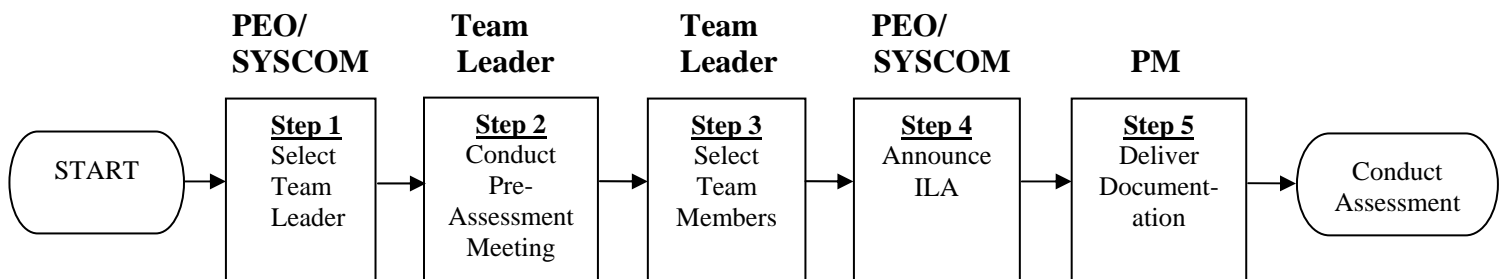 PEO/
SYSCOM
Team
Leader
Team
Leader
PEO/
SYSCOM
PM
START
Step 1
Select
Team
Leader
Step 2
Conduct
Pre-
Assessment
Meeting
Step 3
Select
Team
Members
Step 4
Announce
ILA
Step 5
Deliver
Document-
ation
Conduct
Assessment